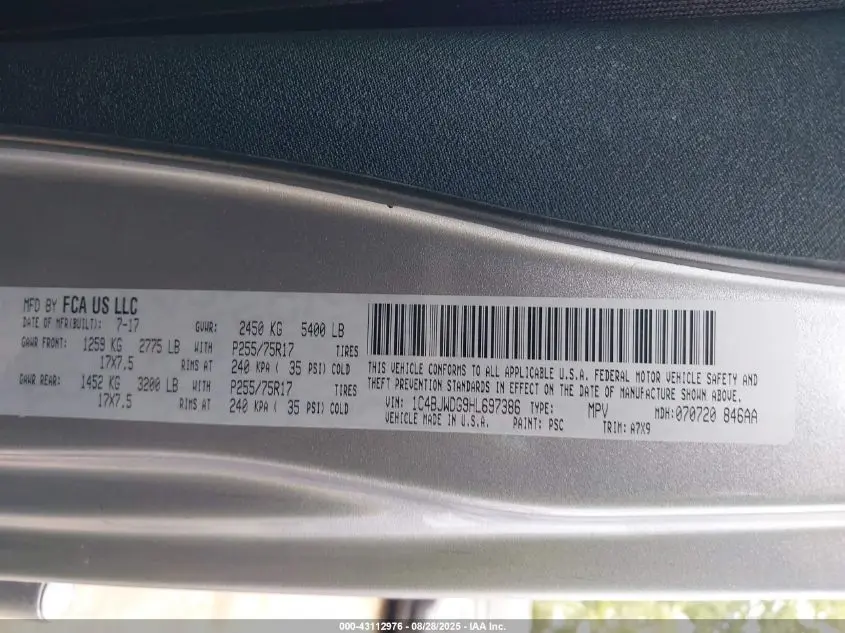 MFD BY FCA US LLC
DATE OF MFR(BUILT): 7-17 GVWR: 2450 KG 5400 LB
GAWR FRONT: 1259 KG 2775 LB WITH P255/75R17 TIRES
17X7.5 RIMS AT 240 KPA ( 35 PSI) COLD
GAWR REAR: 1452 KG 3200 LB WITH P255/75R17 TIRES
17X7.5 RIMS AT 240 KPA ( 35 PSI) COLD
THIS VEHICLE CONFORMS TO ALL APPLICABLE U.S.A. FEDERAL MOTOR VEHICLE SAFETY AND
THEFT PREVENTION STANDARDS IN EFFECT ON THE DATE OF MANUFACTURE SHOWN ABOVE.
VIN: 1C4BJWDG9HL697386 TYPE: MPV MDH:070720 846AA
VEHICLE MADE IN U.S.A. PAINT: PSC TRIM: A7X9
000-43112976 - 08/28/2025 - IAA Inc.